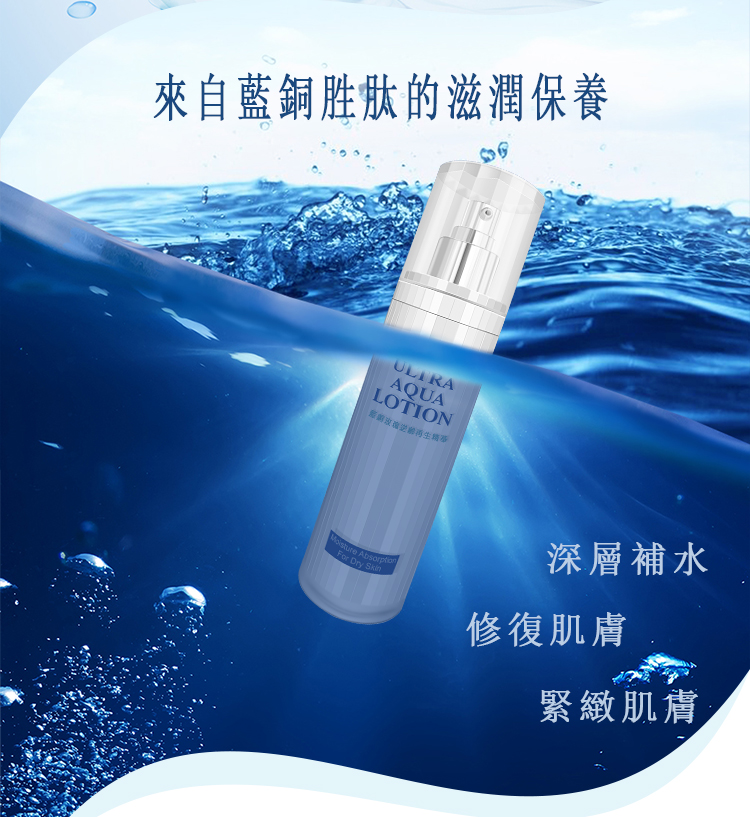 來自藍銅胜肽的滋潤保養
ULTRA
AQUA
LOTION
Moisture Absorption
For Dry Skin
深層補水
修復肌膚
緊緻肌膚